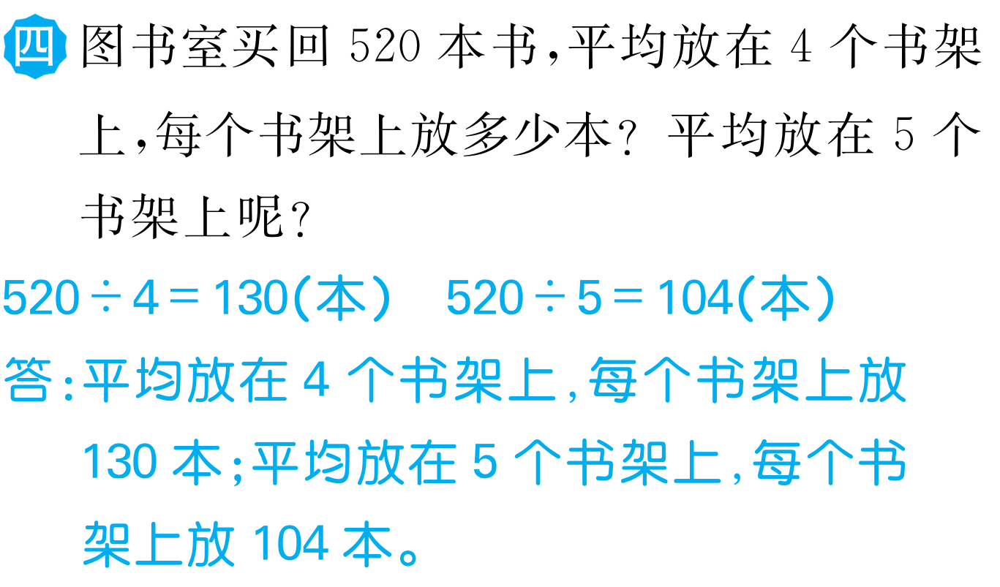 四 图书室买回 520 本书,平均放在 4 个书架
上,每个书架上放多少本? 平均放在 5 个
书架上呢?
520÷4=130(本) 520÷5=104(本)
答:平均放在 4 个书架上,每个书架上放
130 本;平均放在 5 个书架上,每个书
架上放 104 本。